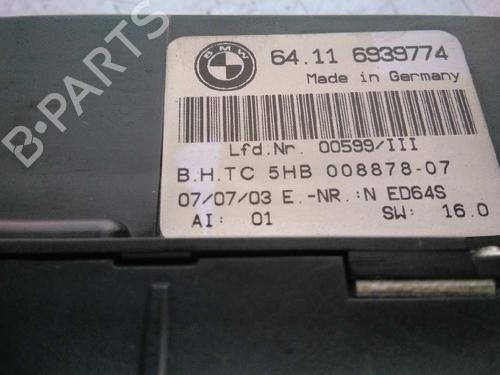 BMW
64.11 6939774
Made in Germany
Lfd.Nr. 00599/III
B.H.TC 5HB 008878-07
07/07/03 E.-NR.:N ED64S
AI: 01 SW: 16.0
B-PARTS